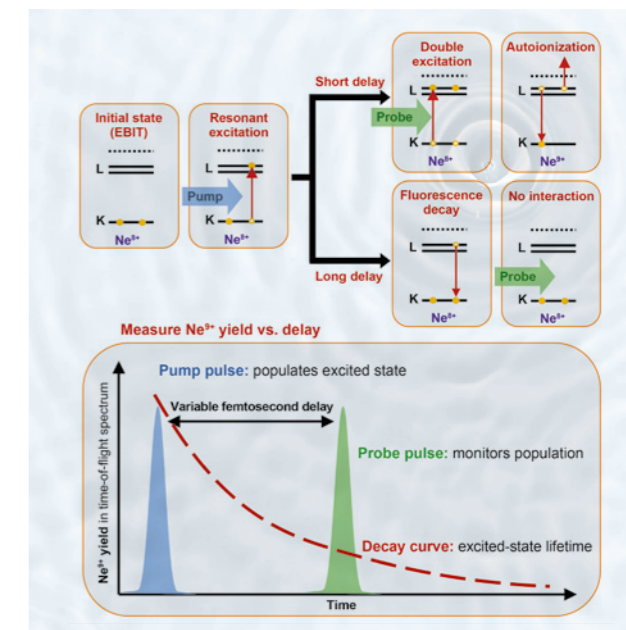 Initial state
(EBIT)
L
K
Ne⁸⁺
Resonant
excitation
L
Pump
K
Ne⁸⁺
Short delay
Long delay
Double
excitation
L
Probe
K
Ne⁸⁺
Autoionization
L
K
Ne⁹⁺
Fluorescence
decay
L
K
Ne⁸⁺
No interaction
L
Probe
K
Ne⁸⁺
Measure Ne⁹⁺ yield vs. delay
Ne⁹⁺ yield in time-of-flight spectrum
Pump pulse: populates excited state
Variable femtosecond delay
Probe pulse: monitors population
Decay curve: excited-state lifetime
Time